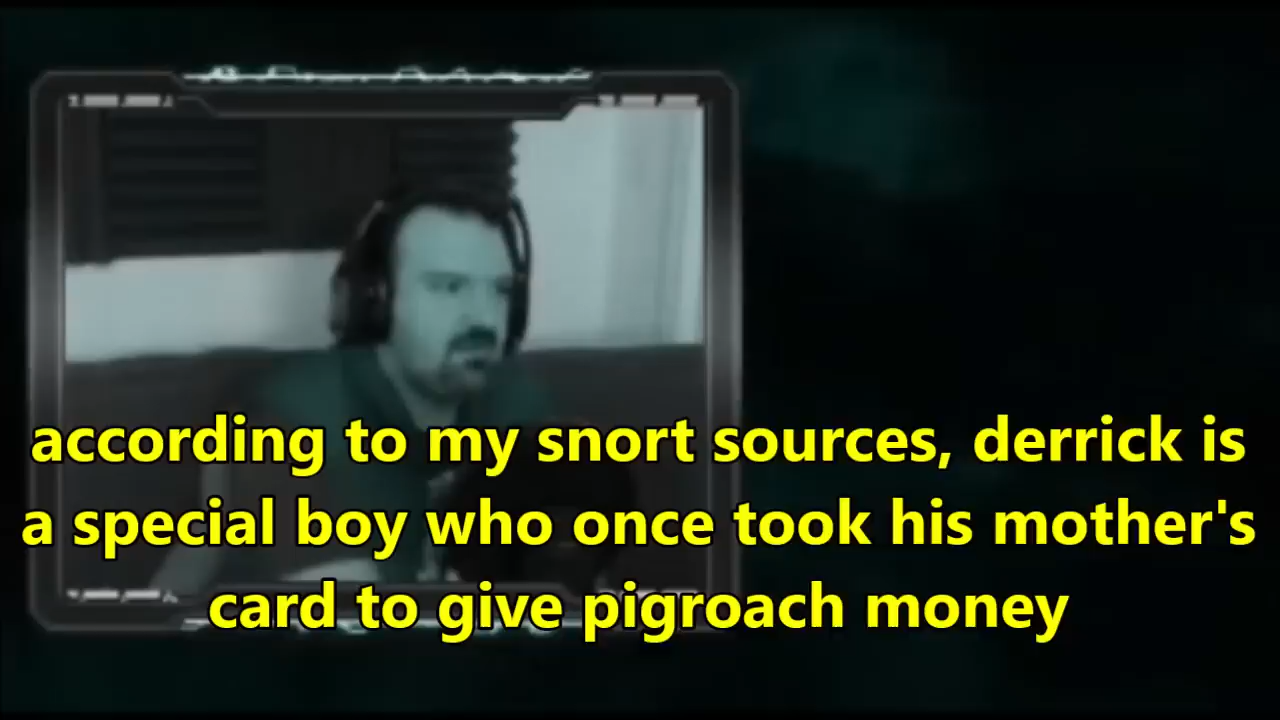 according to my snort sources, derrick is
a special boy who once took his mother's
card to give pigroach money